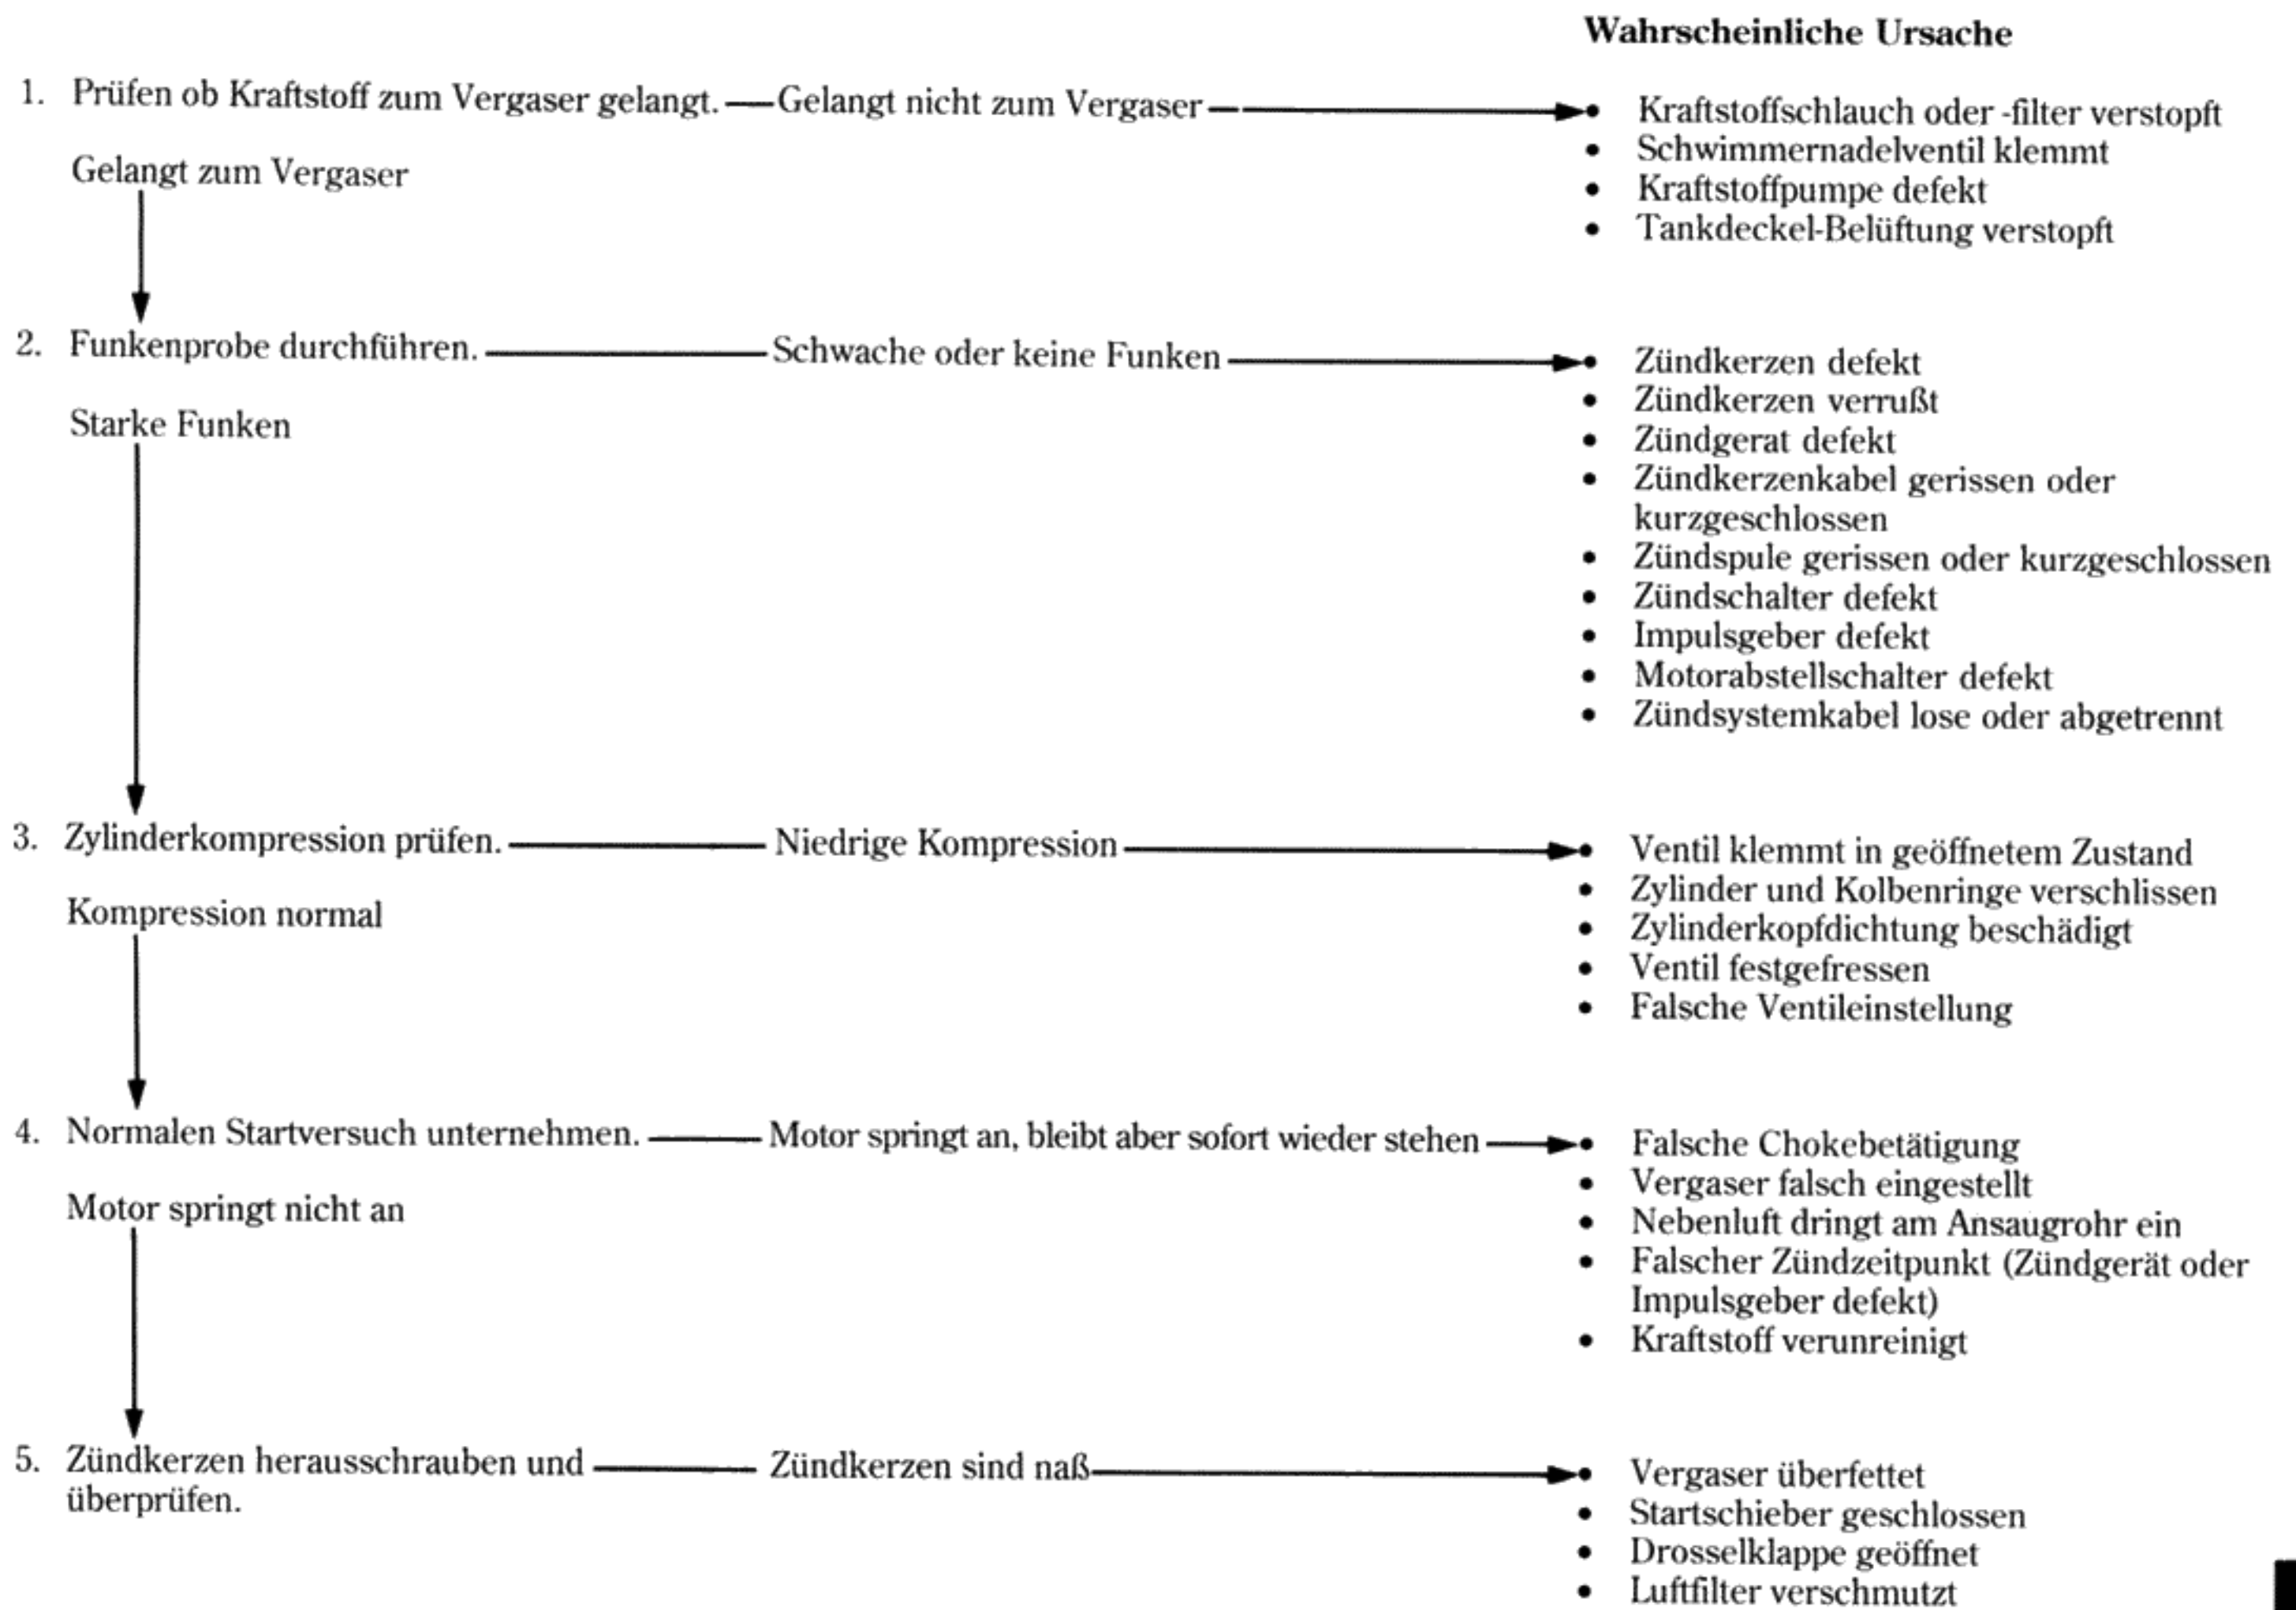 Wahrscheinliche Ursache
1. Prüfen ob Kraftstoff zum Vergaser gelangt. Gelangt nicht zum Vergaser
• Kraftstoffschlauch oder -filter verstopft
• Schwimmernadelventil klemmt
Gelangt zum Vergaser
• Kraftstoffpumpe defekt
• Tankdeckel-Belüftung verstopft
2. Funkenprobe durchführen. Schwache oder keine Funken
• Zündkerzen defekt
• Zündkerzen verrußt
Starke Funken
• Zündgerat defekt
• Zündkerzenkabel gerissen oder
kurzgeschlossen
• Zündspule gerissen oder kurzgeschlossen
• Zündschalter defekt
• Impulsgeber defekt
• Motorabstellschalter defekt
• Zündsystemkabel lose oder abgetrennt
3. Zylinderkompression prüfen. Niedrige Kompression
• Ventil klemmt in geöffnetem Zustand
• Zylinder und Kolbenringe verschlissen
Kompression normal
• Zylinderkopfdichtung beschädigt
• Ventil festgefressen
• Falsche Ventileinstellung
4. Normalen Startversuch unternehmen. Motor springt an, bleibt aber sofort wieder stehen
• Falsche Chokebetätigung
• Vergaser falsch eingestellt
Motor springt nicht an
• Nebenluft dringt am Ansaugrohr ein
• Falscher Zündzeitpunkt (Zündgerät oder
Impulsgeber defekt)
• Kraftstoff verunreinigt
5. Zündkerzen herausschrauben und Zündkerzen sind naß
überprüfen.
• Vergaser überfettet
• Startschieber geschlossen
• Drosselklappe geöffnet
• Luftfilter verschmutzt